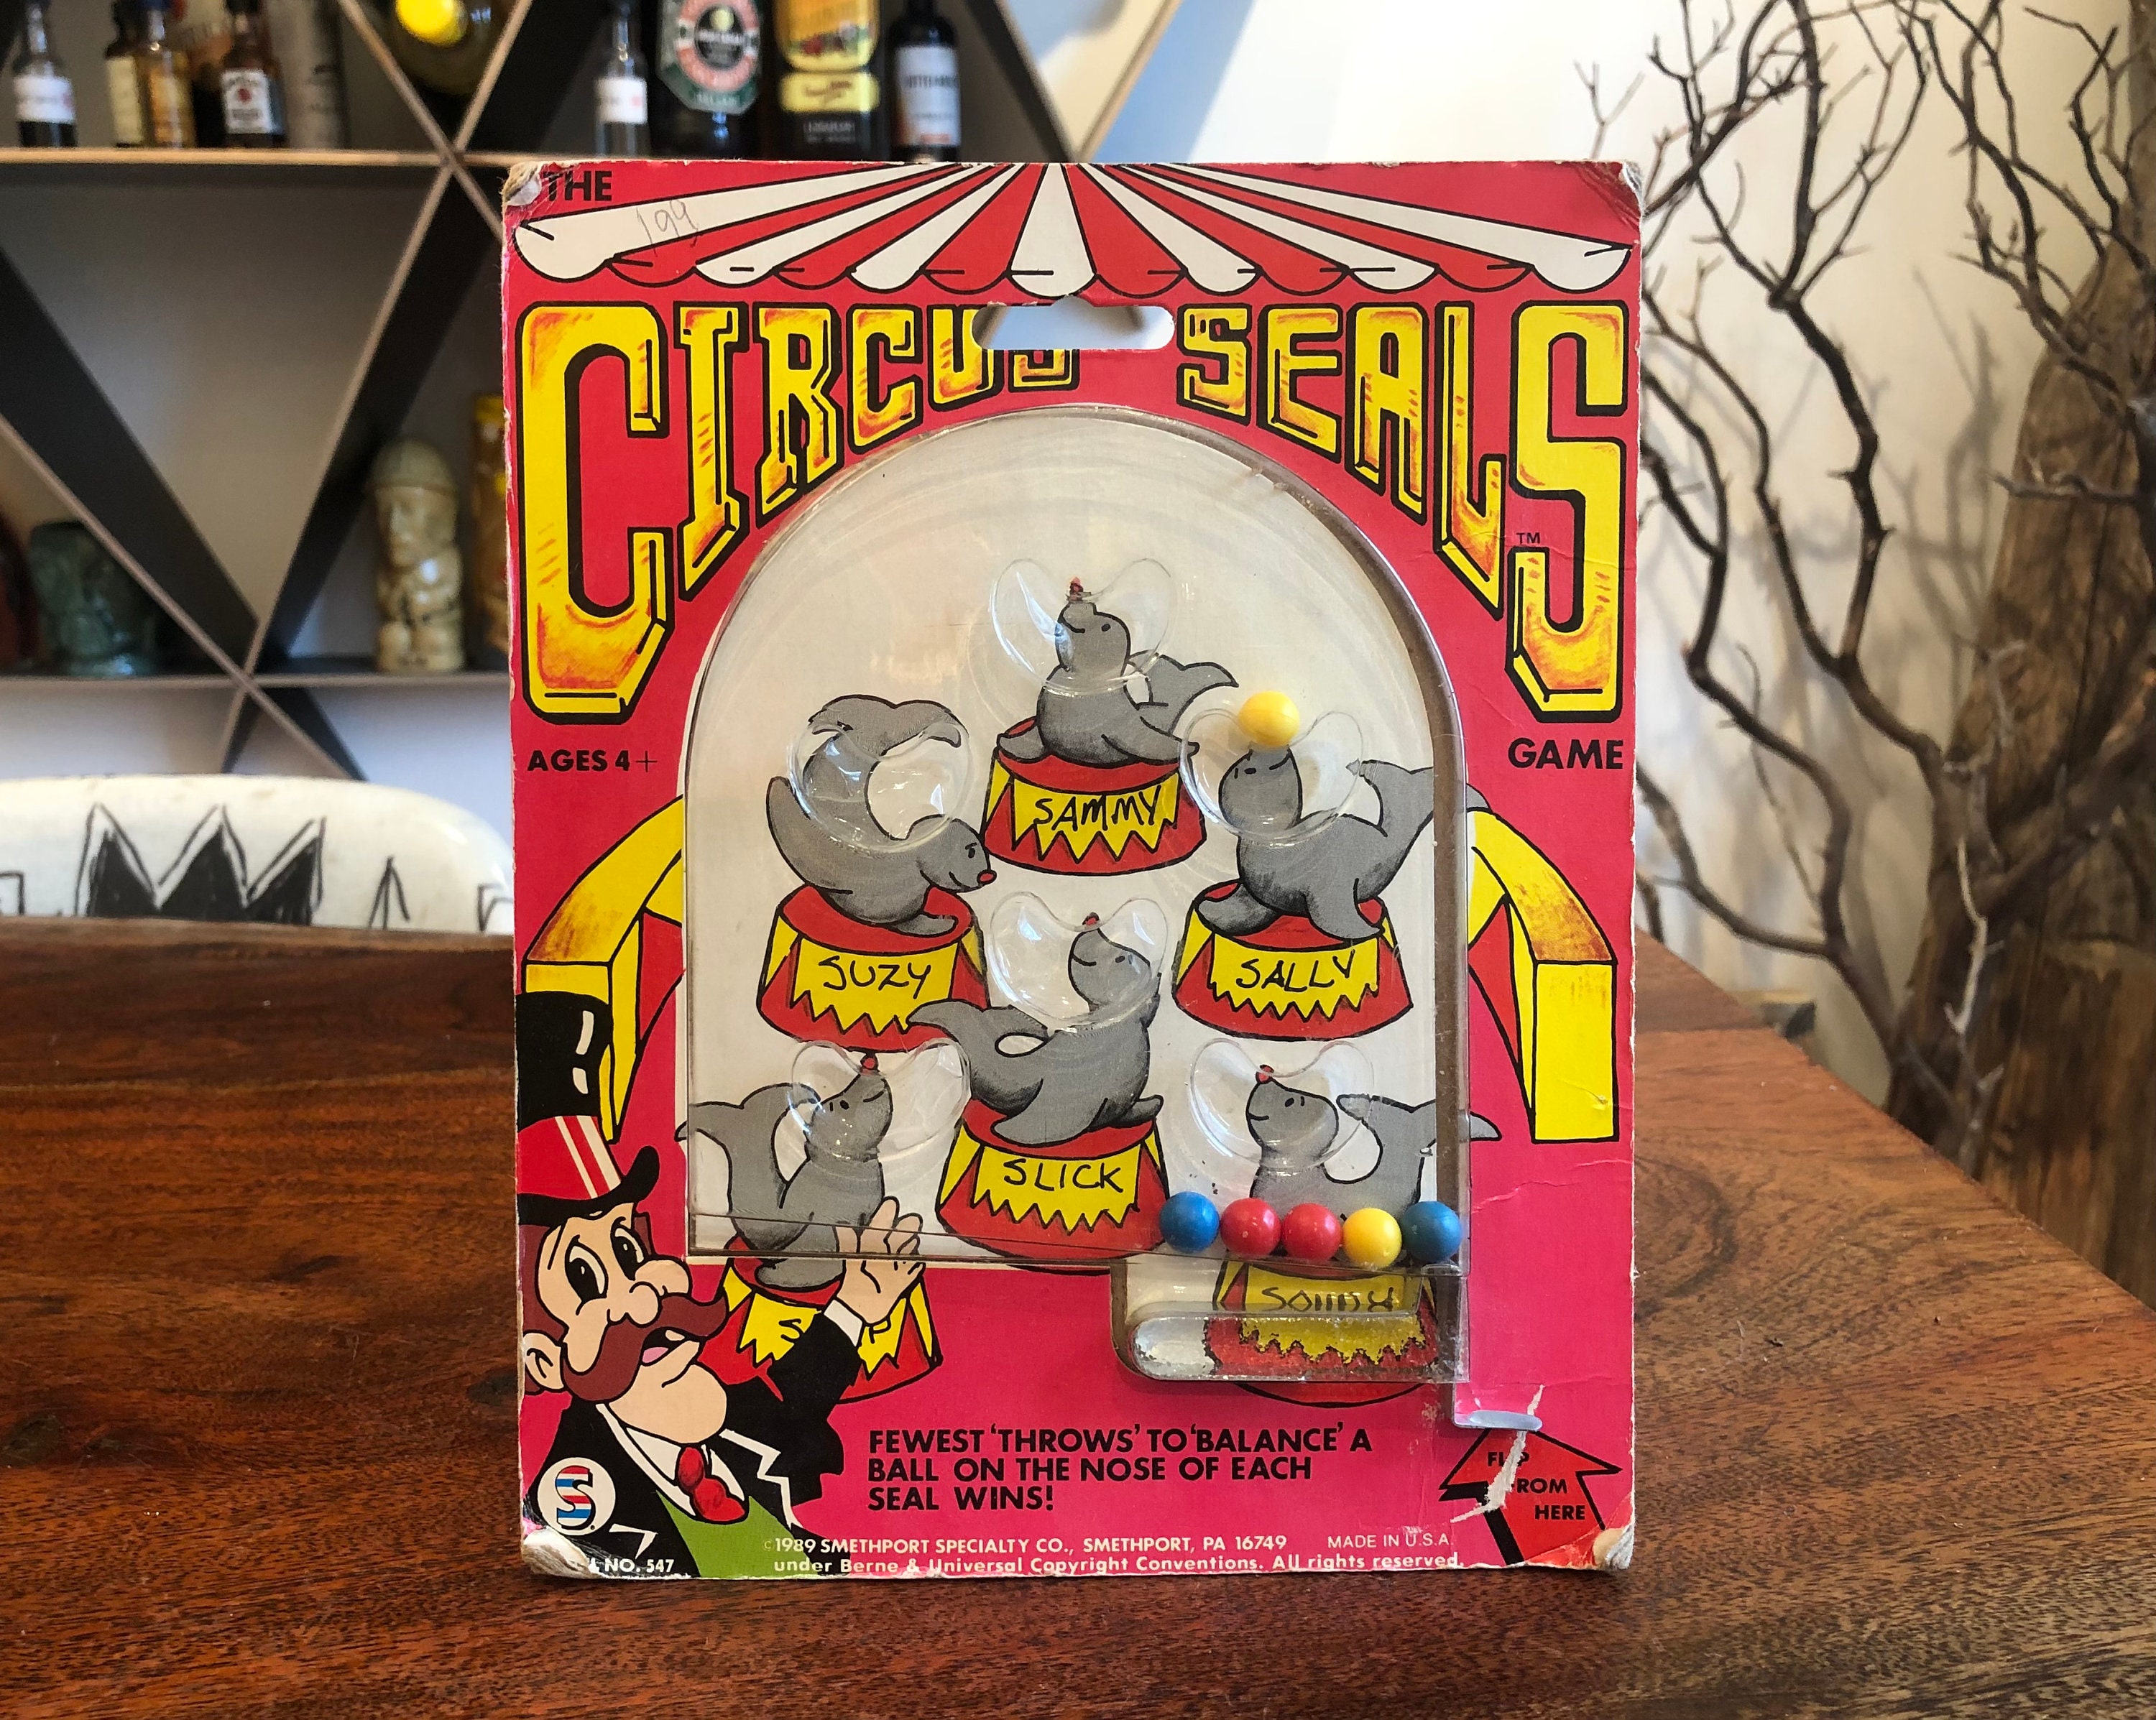 THE
199
CIRCUS SEALS
™
AGES 4+
GAME
SAMMY
SUZY
SALLY
SLICK
FEWEST 'THROWS' TO 'BALANCE' A
BALL ON THE NOSE OF EACH
SEAL WINS!
FROM
HERE
S
©1989 SMETHPORT SPECIALTY CO., SMETHPORT, PA 16749 MADE IN U.S.A.
NO. 547
under Berne & Universal Copyright Conventions. All rights reserved.